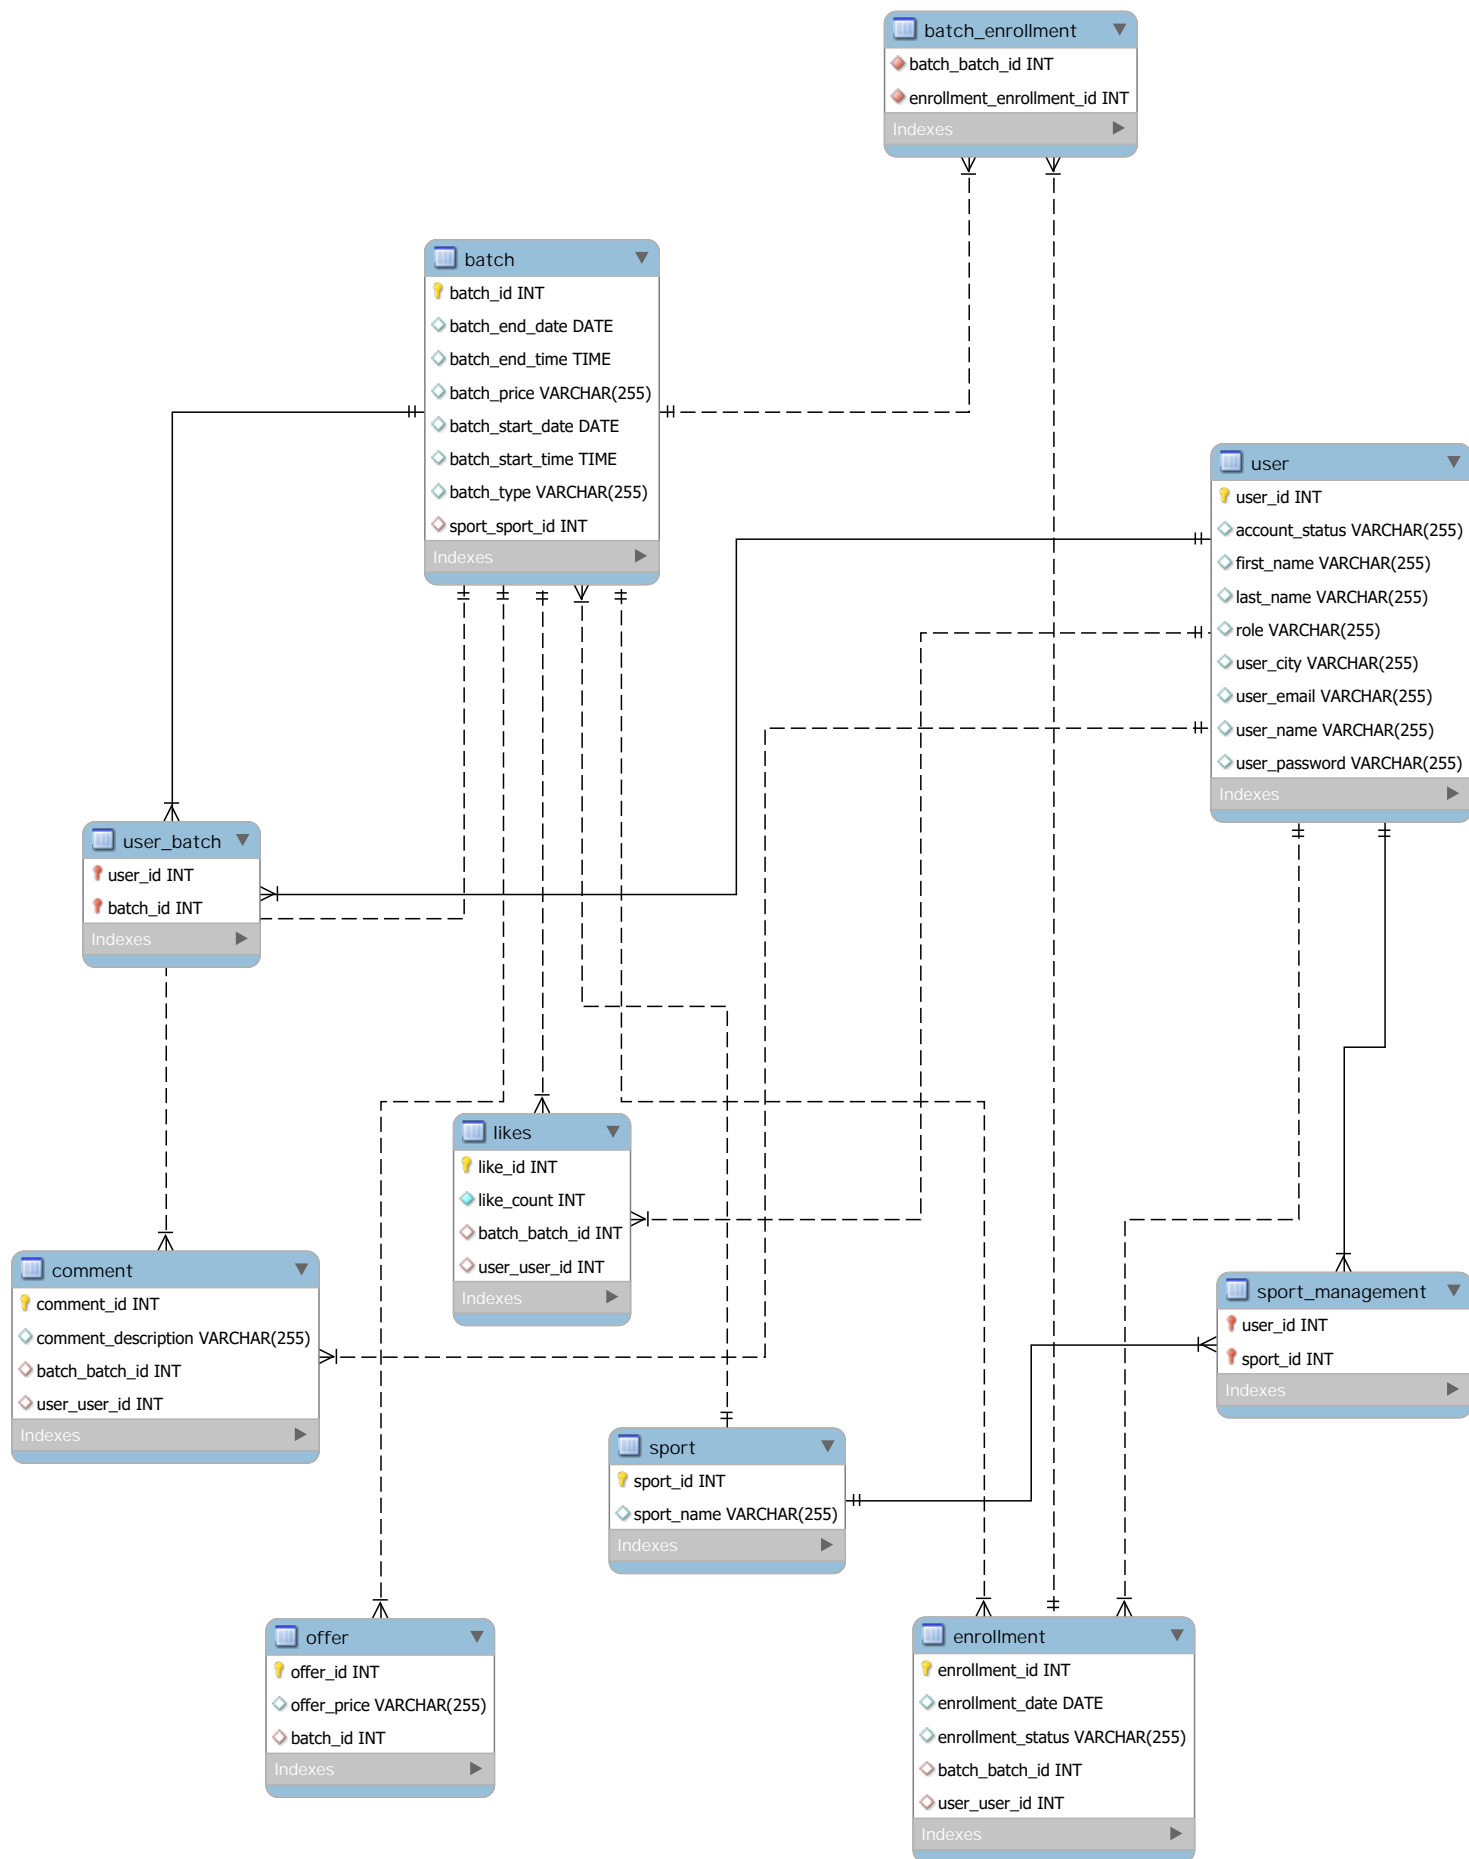 batch_enrollment
batch_batch_id INT
enrollment_enrollment_id INT
Indexes
batch
batch_id INT
batch_end_date DATE
batch_end_time TIME
batch_price VARCHAR(255)
batch_start_date DATE
batch_start_time TIME
batch_type VARCHAR(255)
sport_sport_id INT
Indexes
user
user_id INT
account_status VARCHAR(255)
first_name VARCHAR(255)
last_name VARCHAR(255)
role VARCHAR(255)
user_city VARCHAR(255)
user_email VARCHAR(255)
user_name VARCHAR(255)
user_password VARCHAR(255)
Indexes
user_batch
user_id INT
batch_id INT
Indexes
likes
like_id INT
like_count INT
batch_batch_id INT
user_user_id INT
Indexes
comment
comment_id INT
comment_description VARCHAR(255)
batch_batch_id INT
user_user_id INT
Indexes
sport_management
user_id INT
sport_id INT
Indexes
sport
sport_id INT
sport_name VARCHAR(255)
Indexes
offer
offer_id INT
offer_price VARCHAR(255)
batch_id INT
Indexes
enrollment
enrollment_id INT
enrollment_date DATE
enrollment_status VARCHAR(255)
batch_batch_id INT
user_user_id INT
Indexes